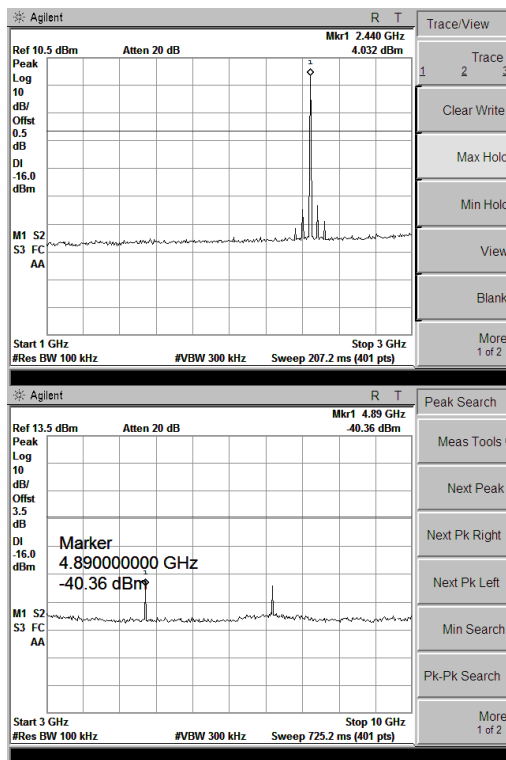 Agilent R T
Mkr1 2.440 GHz
Ref 10.5 dBm Atten 20 dB 4.032 dBm
Peak
Log
10
dB/
Offst
0.5
dB
DI
-16.0
dBm
M1 S2
S3 FC
AA
1
Start 1 GHz Stop 3 GHz
#Res BW 100 kHz #VBW 300 kHz Sweep 207.2 ms (401 pts)
Trace/View
Trace
1 2 3
Clear Write
Max Hold
Min Hold
View
Blank
More
1 of 2
Agilent R T
Mkr1 4.89 GHz
Ref 13.5 dBm Atten 20 dB -40.36 dBm
Peak
Log
10
dB/
Offst
3.5
dB
DI
-16.0
dBm
M1 S2
S3 FC
AA
Marker
4.890000000 GHz
-40.36 dBm
1
Start 3 GHz Stop 10 GHz
#Res BW 100 kHz #VBW 300 kHz Sweep 725.2 ms (401 pts)
Peak Search
Meas Tools
Next Peak
Next Pk Right
Next Pk Left
Min Search
Pk-Pk Search
More
1 of 2